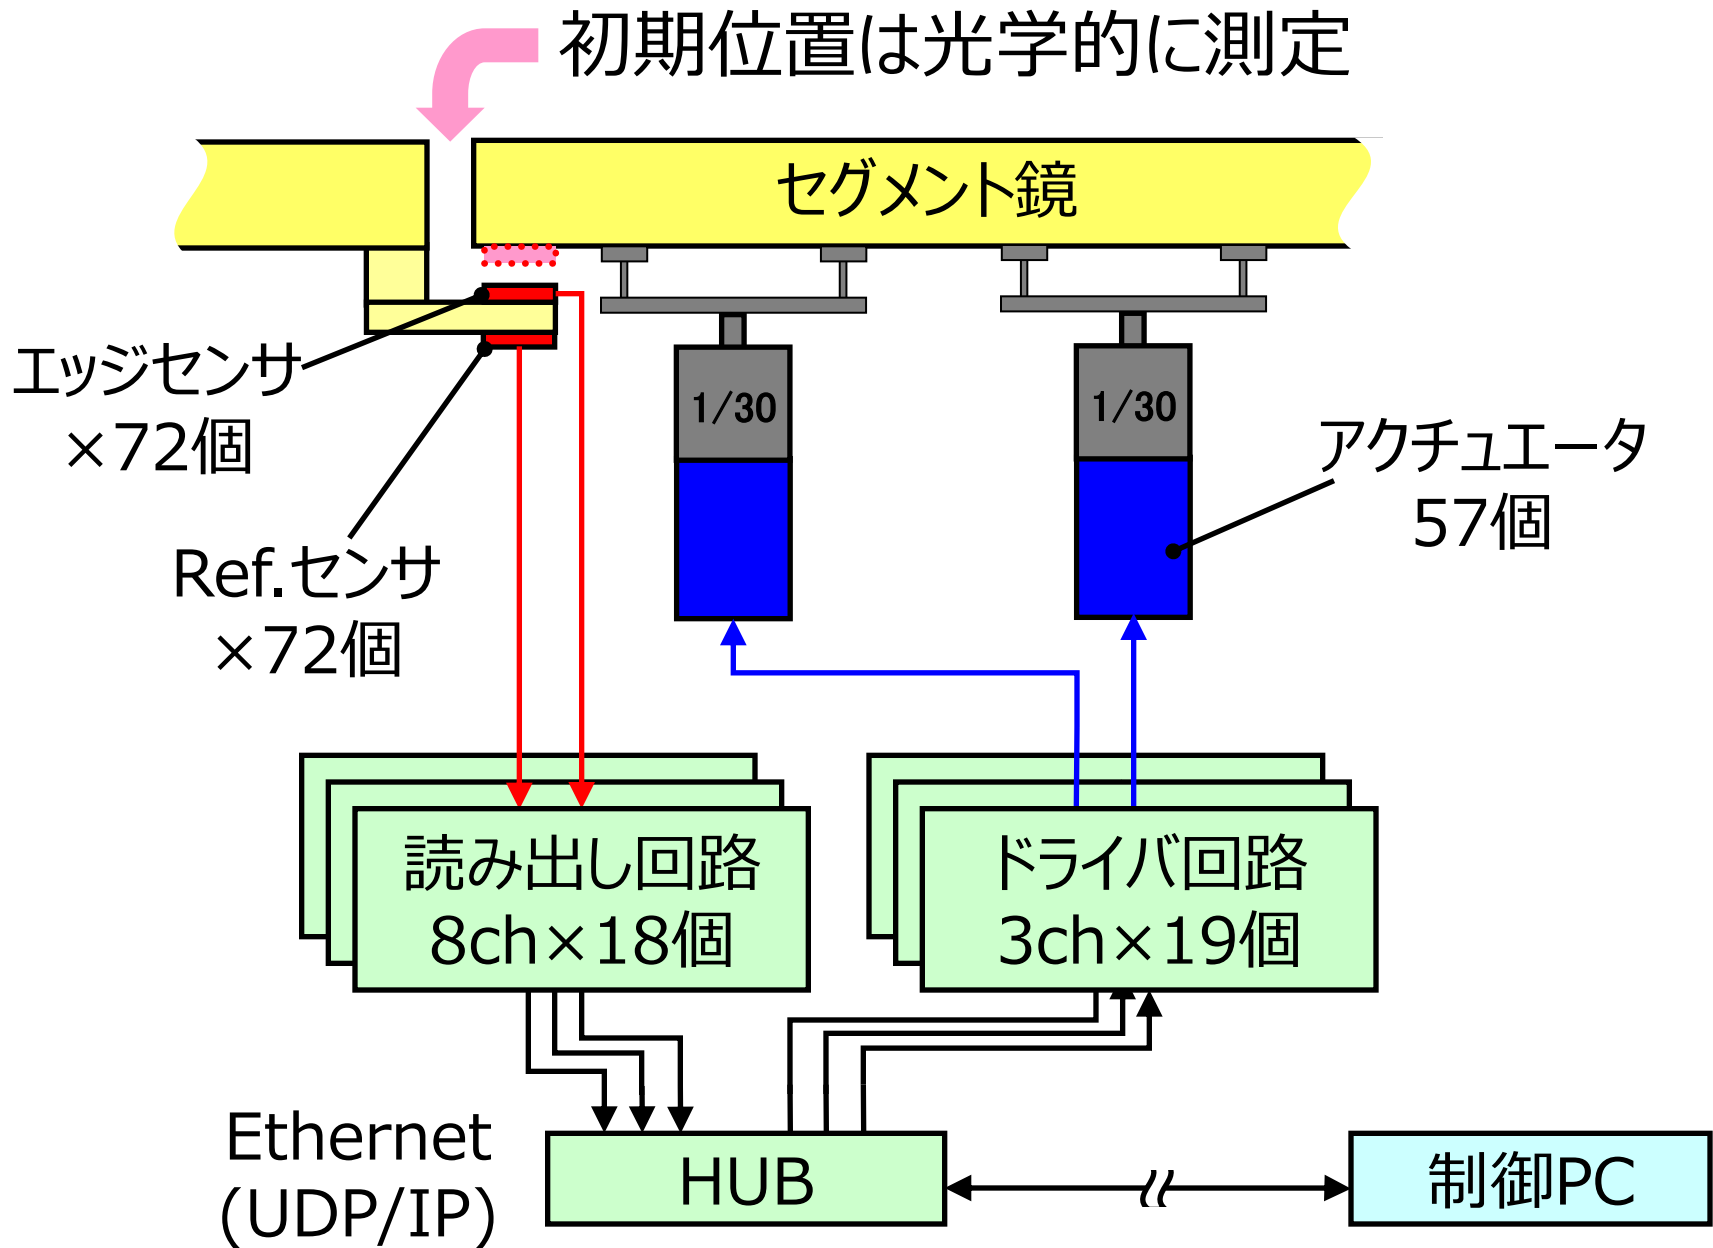 初期位置は光学的に測定
セグメント鏡
エッジセンサ
×72個
1/30
1/30
アクチュエータ
57個
Ref.センサ
×72個
読み出し回路
8ch×18個
ドライバ回路
3ch×19個
Ethernet
(UDP/IP)
HUB
制御PC